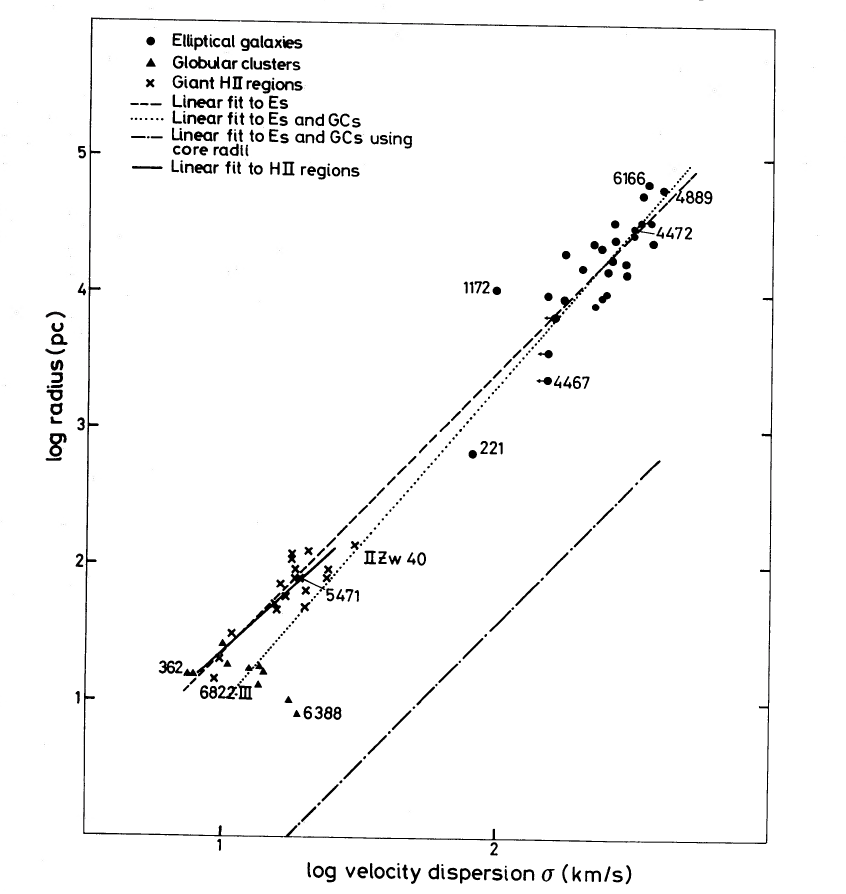 Elliptical galaxies
Globular clusters
Giant HII regions
Linear fit to Es
Linear fit to Es and GCs
Linear fit to Es and GCs using
core radii
Linear fit to HII regions
5
6166
4889
4472
4
1172
4467
3
221
2
IIZw 40
5471
362
6822 III
1
6388
1
2
log radius (pc)
log velocity dispersion σ (km/s)